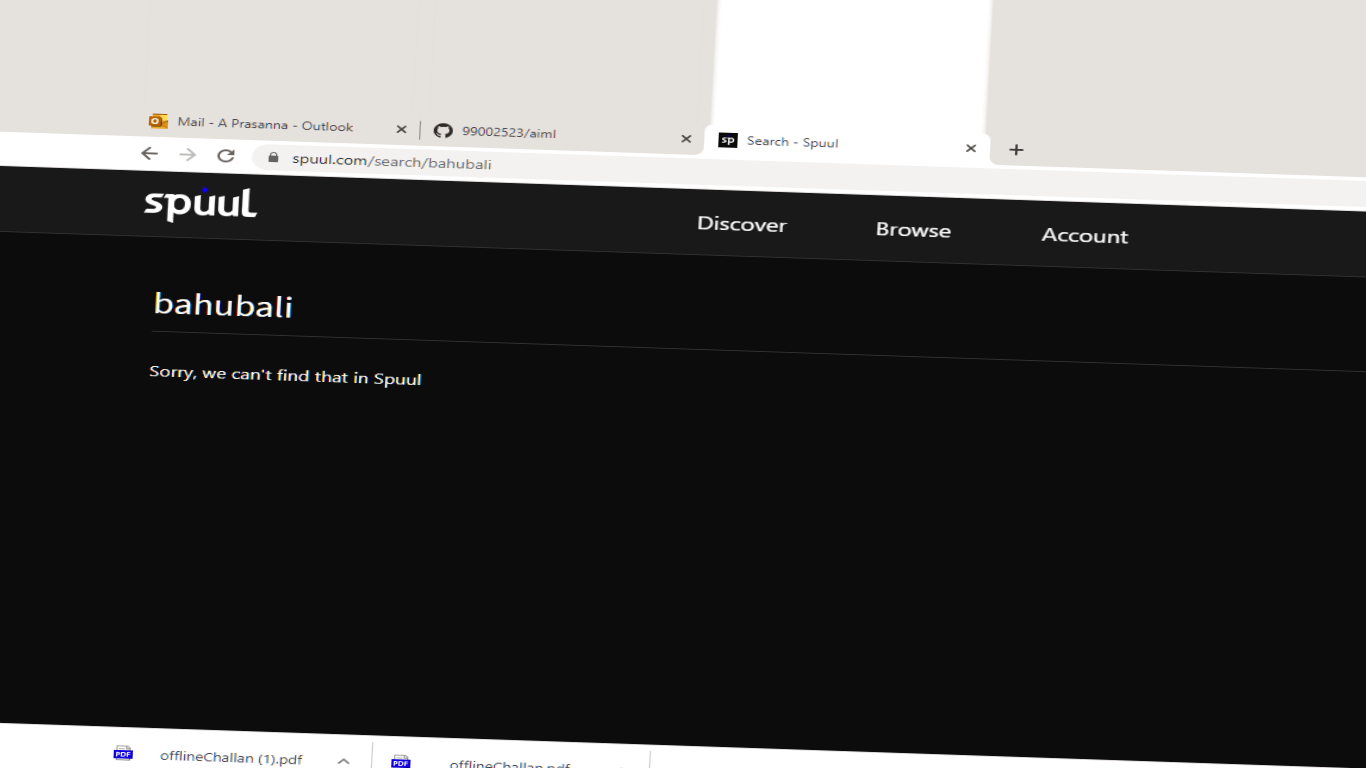 Mail - A Prasanna - Outlook
99002523/aiml
sp Search - Spuul
spuul.com/search/bahubali
spuul
Discover
Browse
Account
bahubali
Sorry, we can't find that in Spuul
PDF offlineChallan (1).pdf
PDF offlineChallan.pdf